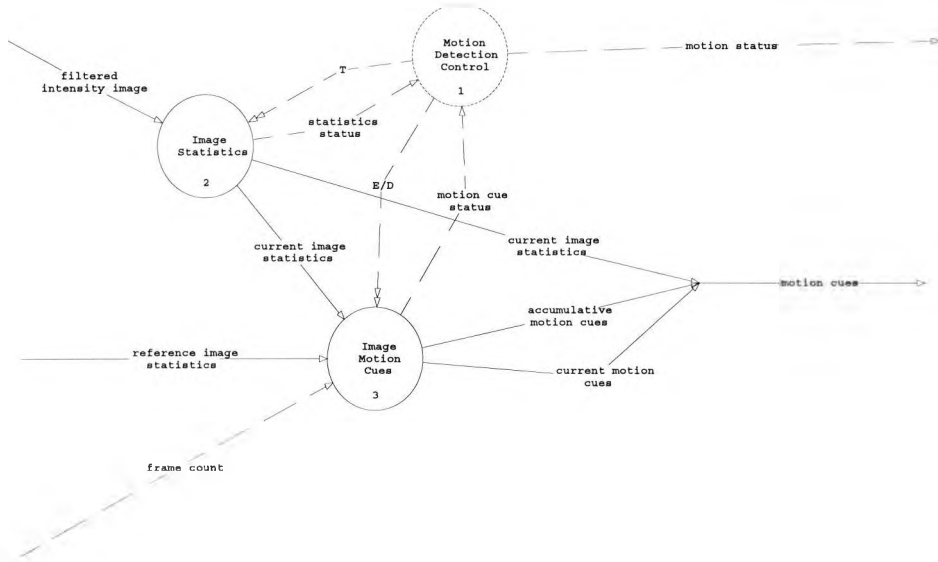 Motion
Detection
Control
1
motion status
T
filtered
intensity image
statistics
status
Image
Statistics
2
E/D
motion cue
status
current image
statistics
current image
statistics
motion cues
accumulative
motion cues
reference image
statistics
Image
Motion
Cues
3
current motion
cues
frame count